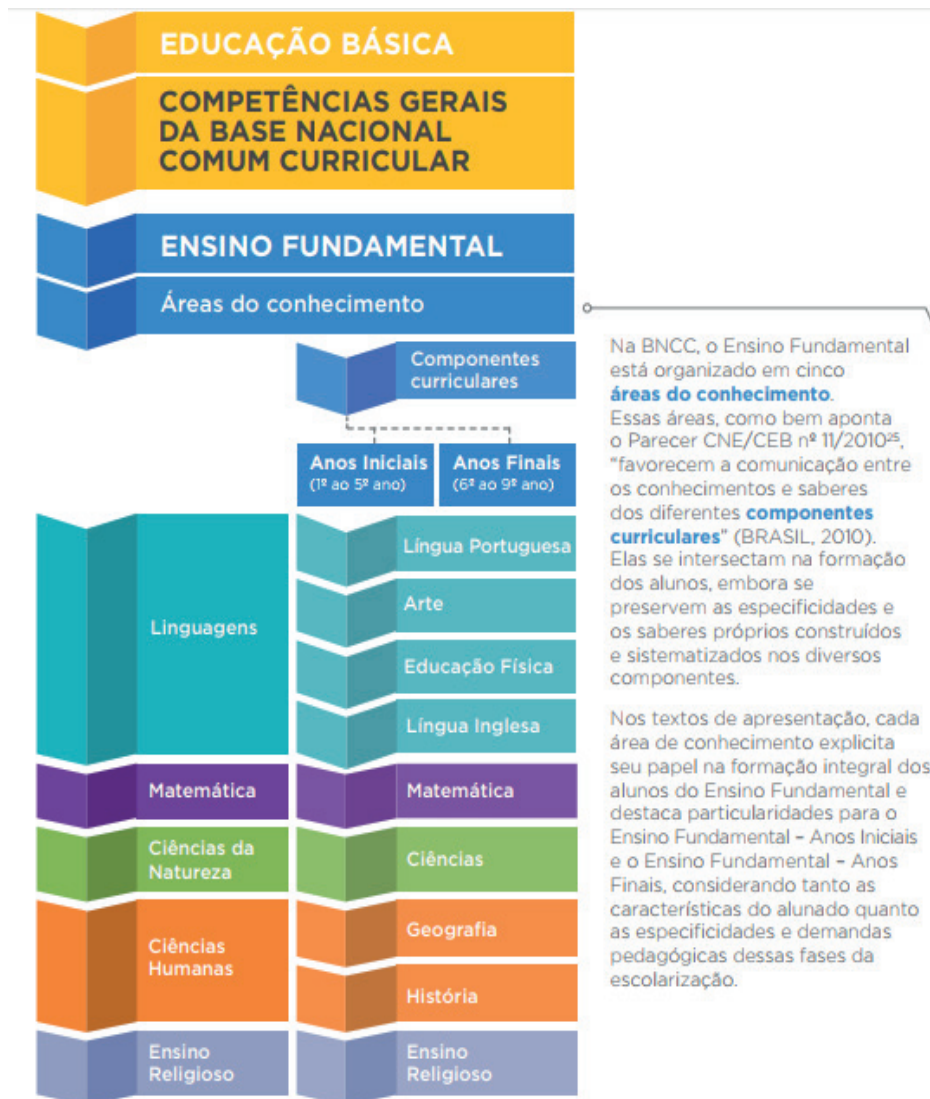 EDUCAÇÃO BÁSICA
COMPETÊNCIAS GERAIS
DA BASE NACIONAL
COMUM CURRICULAR
ENSINO FUNDAMENTAL
Áreas do conhecimento
Componentes
curriculares
Anos Iniciais
(1º ao 5º ano)
Anos Finais
(6º ao 9º ano)
Linguagens
Língua Portuguesa
Arte
Educação Física
Língua Inglesa
Matemática
Matemática
Ciências da
Natureza
Ciências
Ciências
Humanas
Geografia
História
Ensino
Religioso
Ensino
Religioso
Na BNCC, o Ensino Fundamental
está organizado em cinco
áreas do conhecimento.
Essas áreas, como bem aponta
o Parecer CNE/CEB nº 11/2010²⁵,
“favorecem a comunicação entre
os conhecimentos e saberes
dos diferentes componentes
curriculares” (BRASIL, 2010).
Elas se intersectam na formação
dos alunos, embora se
preservem as especificidades e
os saberes próprios construídos
e sistematizados nos diversos
componentes.
Nos textos de apresentação, cada
área de conhecimento explicita
seu papel na formação integral dos
alunos do Ensino Fundamental e
destaca particularidades para o
Ensino Fundamental – Anos Iniciais
e o Ensino Fundamental – Anos
Finais, considerando tanto as
características do alunado quanto
as especificidades e demandas
pedagógicas dessas fases da
escolarização.